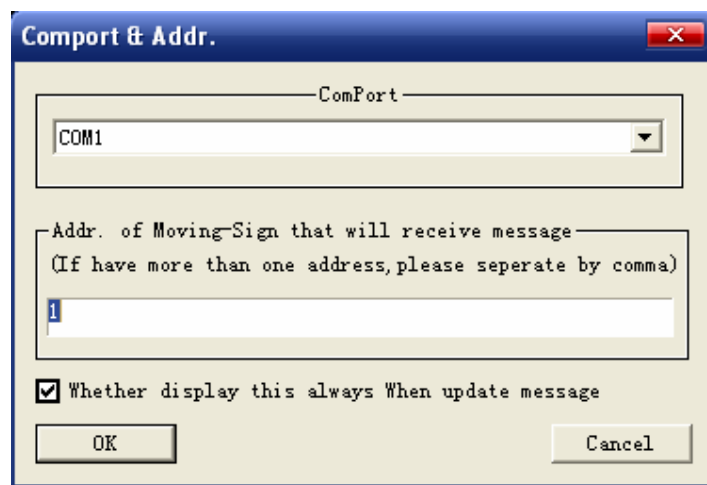 Comport & Addr.
ComPort
COM1
Addr. of Moving-Sign that will receive message
(If have more than one address,please seperate by comma)
1
Whether display this always When update message
OK
Cancel